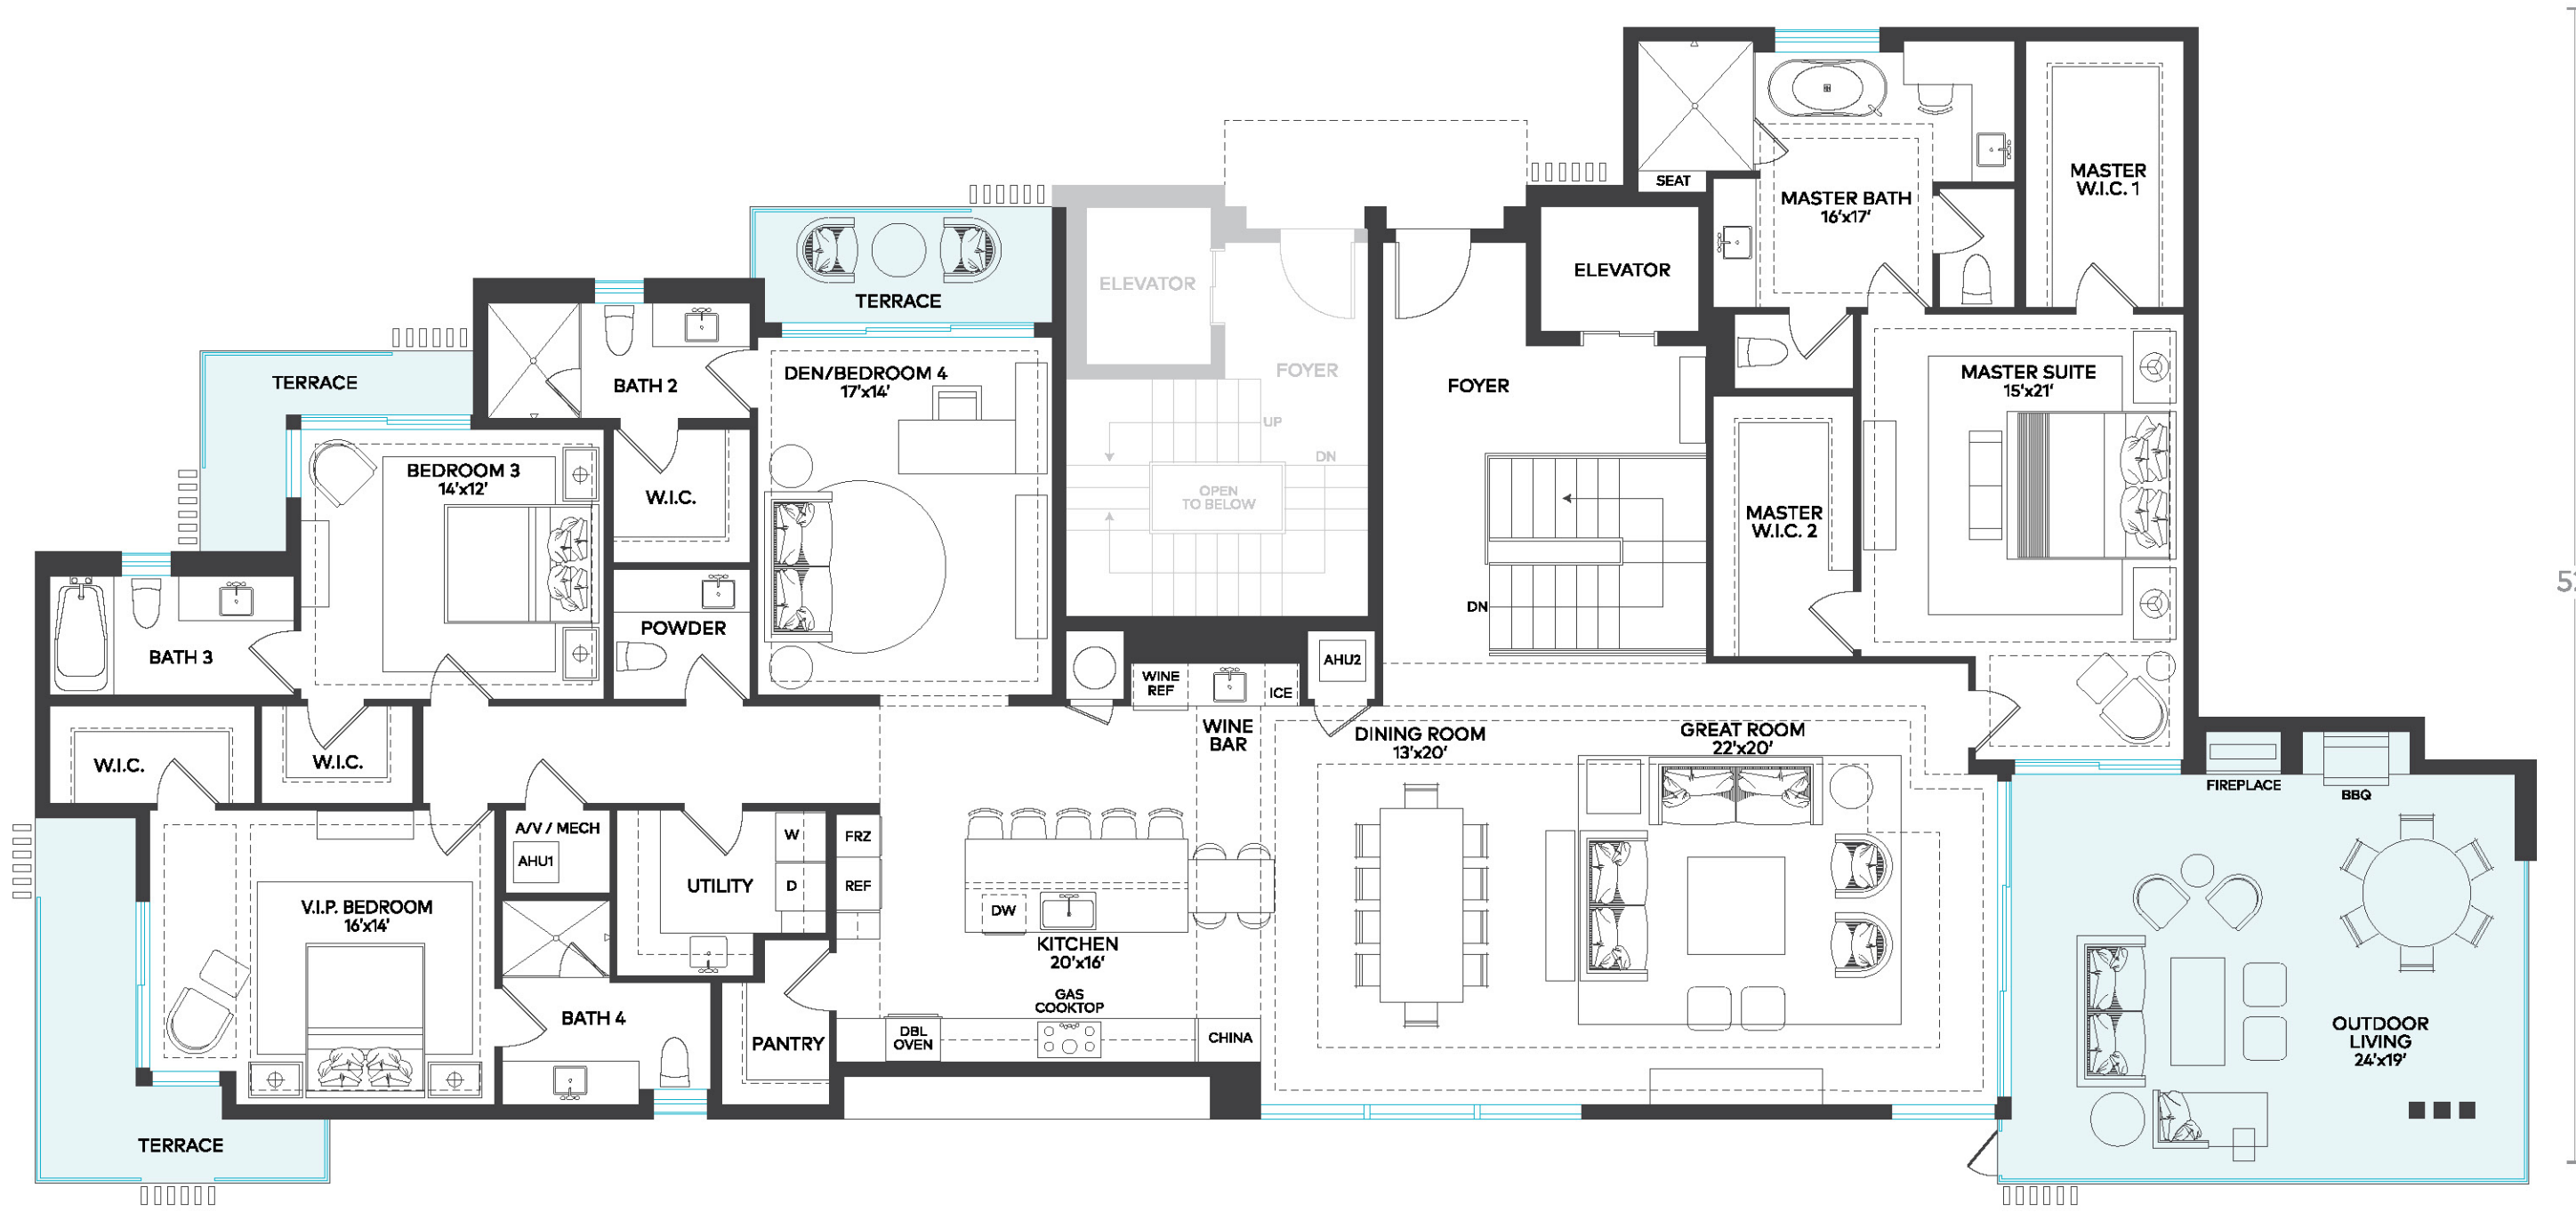 MASTER
W.I.C. 1
SEAT
MASTER BATH
16'x17'
ELEVATOR
ELEVATOR
TERRACE
FOYER
FOYER
TERRACE
BATH 2
DEN/BEDROOM 4
17'x14'
MASTER SUITE
15'x21'
UP
DN
OPEN
TO BELOW
BEDROOM 3
14'x12'
W.I.C.
MASTER
W.I.C. 2
DN
POWDER
BATH 3
WINE
REF
ICE
AHU2
WINE
BAR
DINING ROOM
13'x20'
GREAT ROOM
22'x20'
W.I.C.
W.I.C.
FIREPLACE
BBQ
A/V / MECH
AHU1
W
D
FRZ
REF
UTILITY
V.I.P. BEDROOM
16'x14'
DW
KITCHEN
20'x16'
GAS
COOKTOP
BATH 4
PANTRY
DBL
OVEN
CHINA
OUTDOOR
LIVING
24'x19'
TERRACE